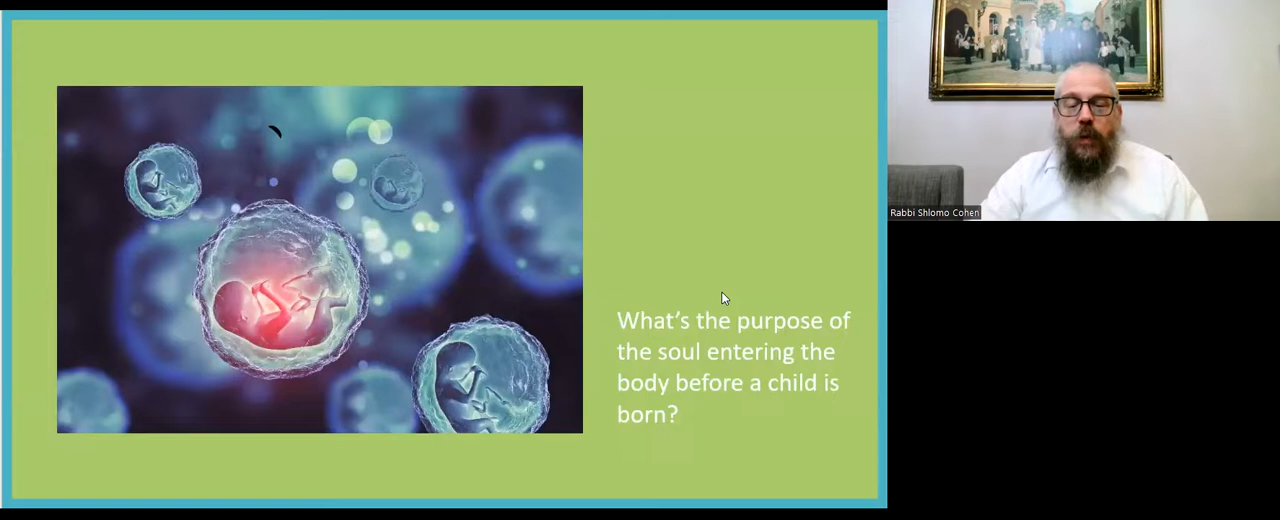 Rabbi Shlomo Cohen
What's the purpose of
the soul entering the
body before a child is
born?